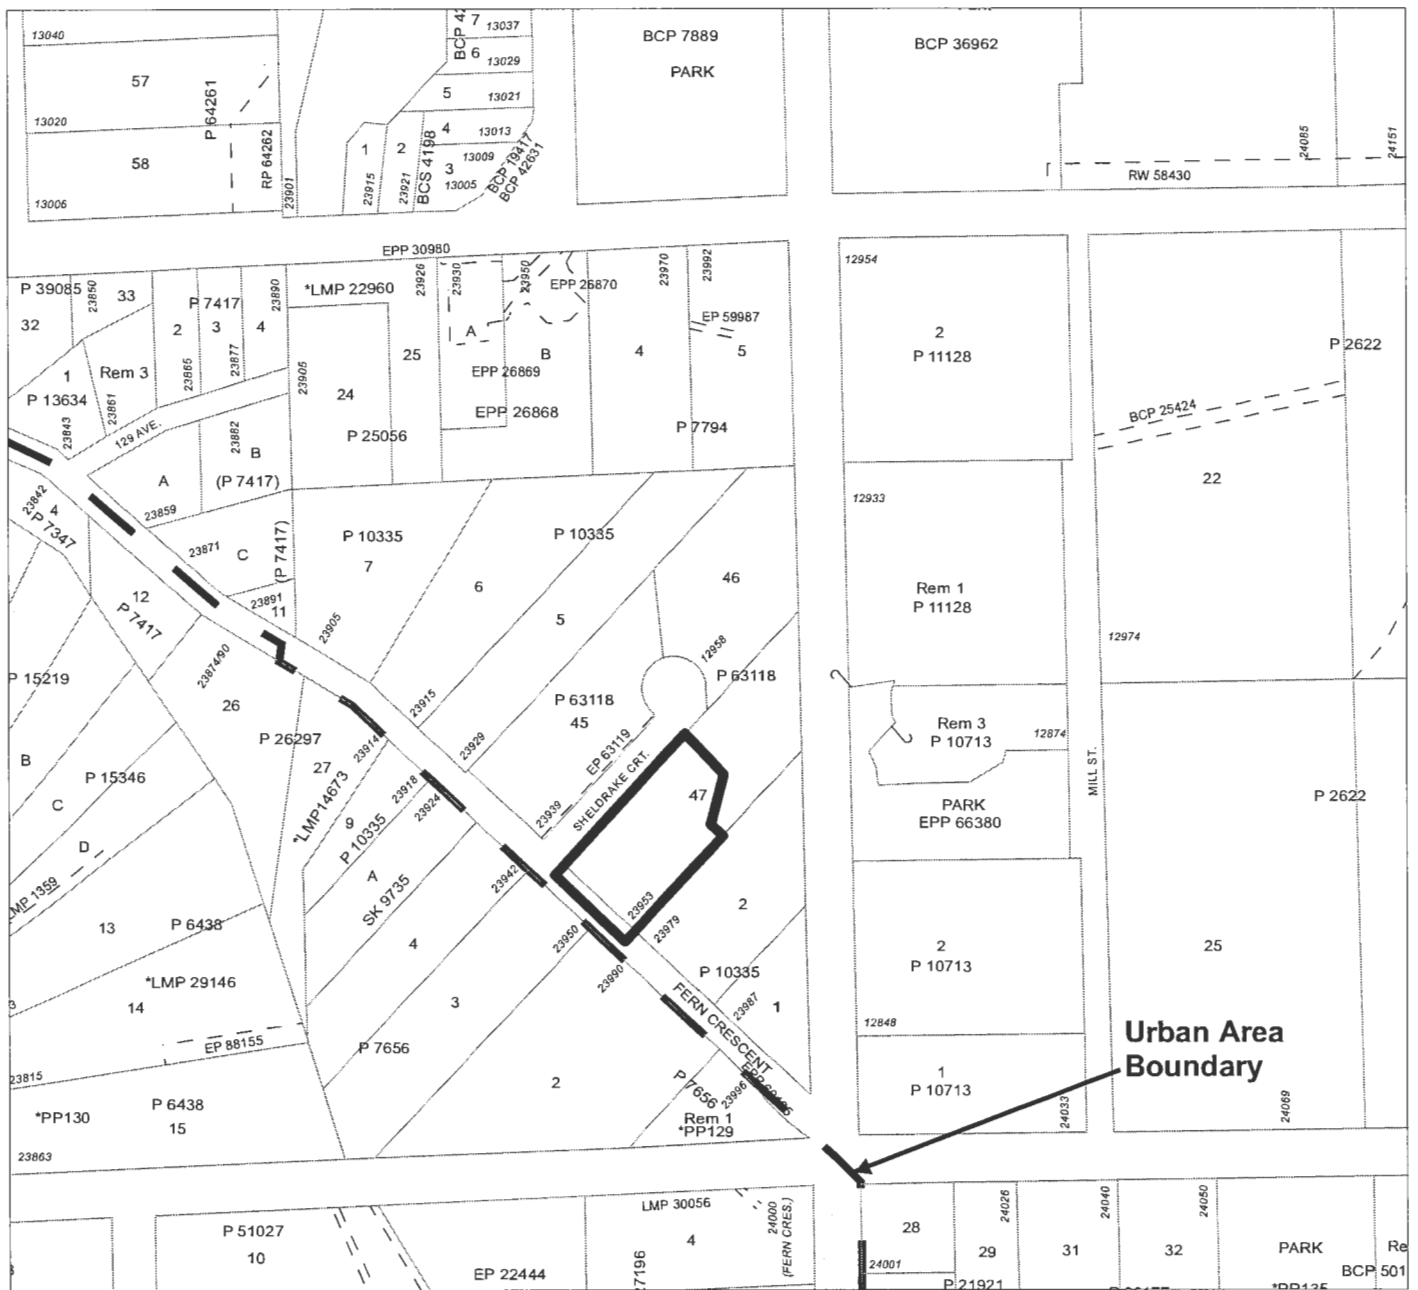 13040
57
P 64261
13020
58
RP 64262
13006
23901
7
13037
6
13029
5
13021
4
13013
3
13009
13005
1
2
23915
23921
BCS 4198
BCP 19417
BCP 42631
BCP 7889
PARK
BCP 36962
24085
24151
RW 58430
EPP 30980
P 39085
23850
33
32
P 7417
2
3
4
23890
23865
23877
1
P 13634
Rem 3
23861
23843
129 AVE.
23882
B
(P 7417)
A
23859
23905
*LMP 22960
23926
23930
23950
EPP 26870
23970
23992
EP 59987
24
25
A
B
4
5
EPP 26869
EPP 26868
P 25056
P 7794
12954
2
P 11128
P 2622
BCP 25424
22
12933
Rem 1
P 11128
12974
23842
4
P 7347
23871
C
(P 7417)
23891
11
12
P 7417
P 10335
7
P 10335
6
5
46
23905
12958
P 63118
P 63118
45
23915
23929
EP 63119
SHELDRAKE CRT.
23939
47
23953
23979
P 15219
23874/90
26
P 26297
27
23914
*LMP14673
B
P 15346
C
D
LMP 1359
9
P 10335
23918
23924
A
SK 9735
23942
4
23950
23990
3
P 7656
2
13
P 6438
*LMP 29146
14
EP 88155
23815
*PP130
P 6438
15
23863
2
P 10335
23987
1
FERN CRESCENT
P 7656
23996
Rem 1
*PP129
Rem 3
P 10713
12874
PARK
EPP 66380
MILL ST.
P 2622
2
P 10713
12848
25
1
P 10713
24033
24069
Urban Area
Boundary
P 51027
10
EP 22444
LMP 30056
4
24000
(FERN CRES.)
28
24001
24026
29
P 21921
24040
31
24050
32
PARK
*PP135
BCP 501